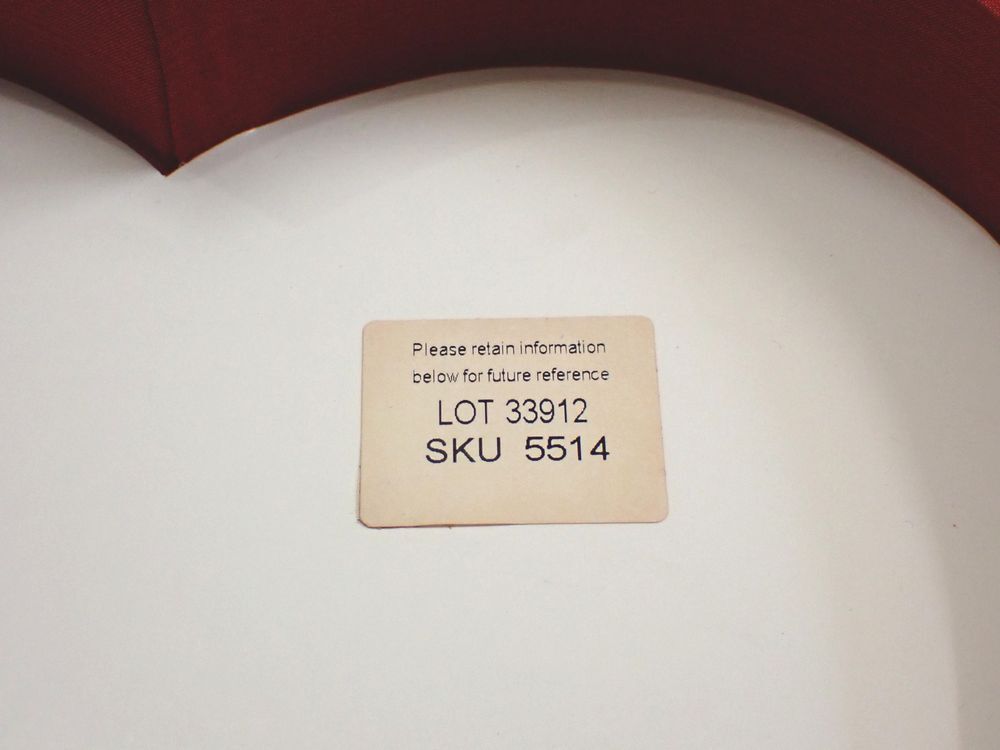 Please retain information
below for future reference
LOT 33912
SKU 5514